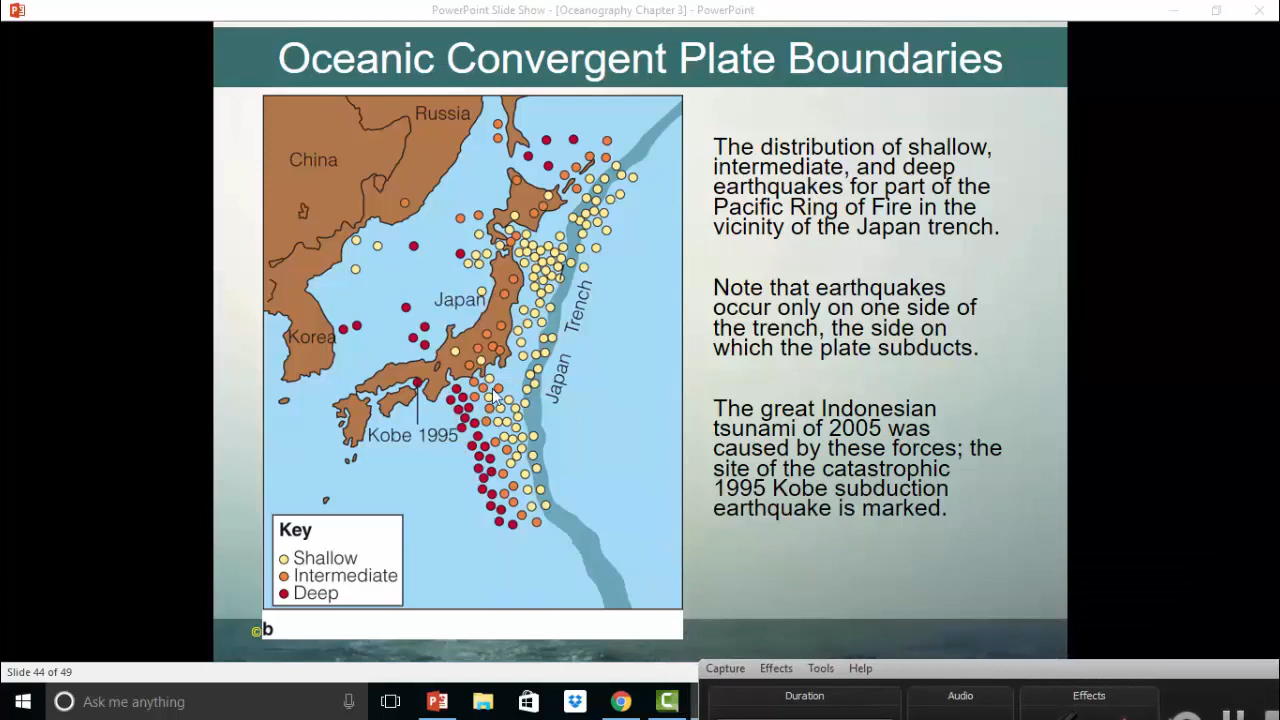 PowerPoint Slide Show - [Oceanography Chapter 3] - PowerPoint
Oceanic Convergent Plate Boundaries
Russia
China
Japan
Korea
Japan Trench
Kobe 1995
Key
Shallow
Intermediate
Deep
©b
The distribution of shallow,
intermediate, and deep
earthquakes for part of the
Pacific Ring of Fire in the
vicinity of the Japan trench.
Note that earthquakes
occur only on one side of
the trench, the side on
which the plate subducts.
The great Indonesian
tsunami of 2005 was
caused by these forces; the
site of the catastrophic
1995 Kobe subduction
earthquake is marked.
Slide 44 of 49
Capture Effects Tools Help
Duration Audio Effects
Ask me anything